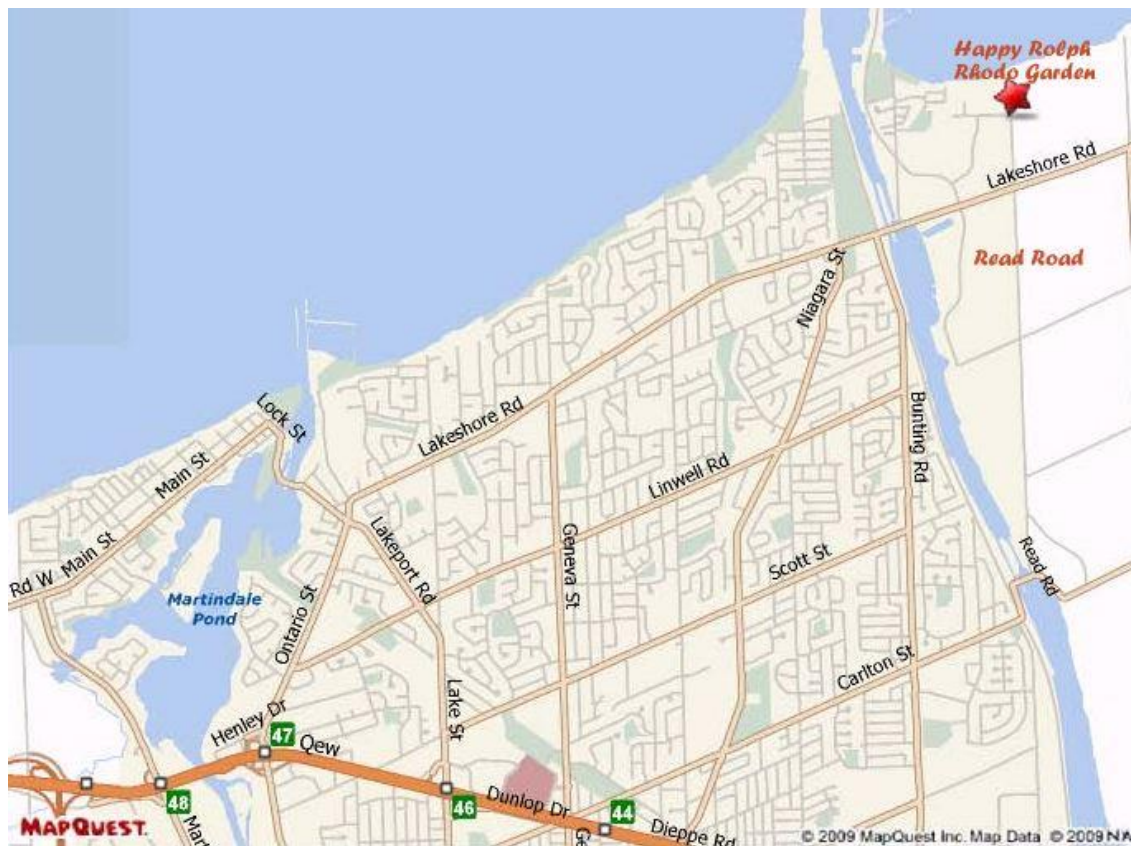 Happy Rolph
Rhodo Garden
Lakeshore Rd
Read Road
Niagara St
Lock St
Main St
Lakeshore Rd
Bunting Rd
Linwell Rd
Lakeport Rd
Geneva St
Scott St
Read Rd
Rd W
Main St
Martindale
Pond
Ontario St
Carlton St
Lake St
Henley Dr
47
Qew
48
46
Dunlop Dr
44
Dieppe Rd
MAPQUEST.
© 2009 MapQuest Inc. Map Data © 2009